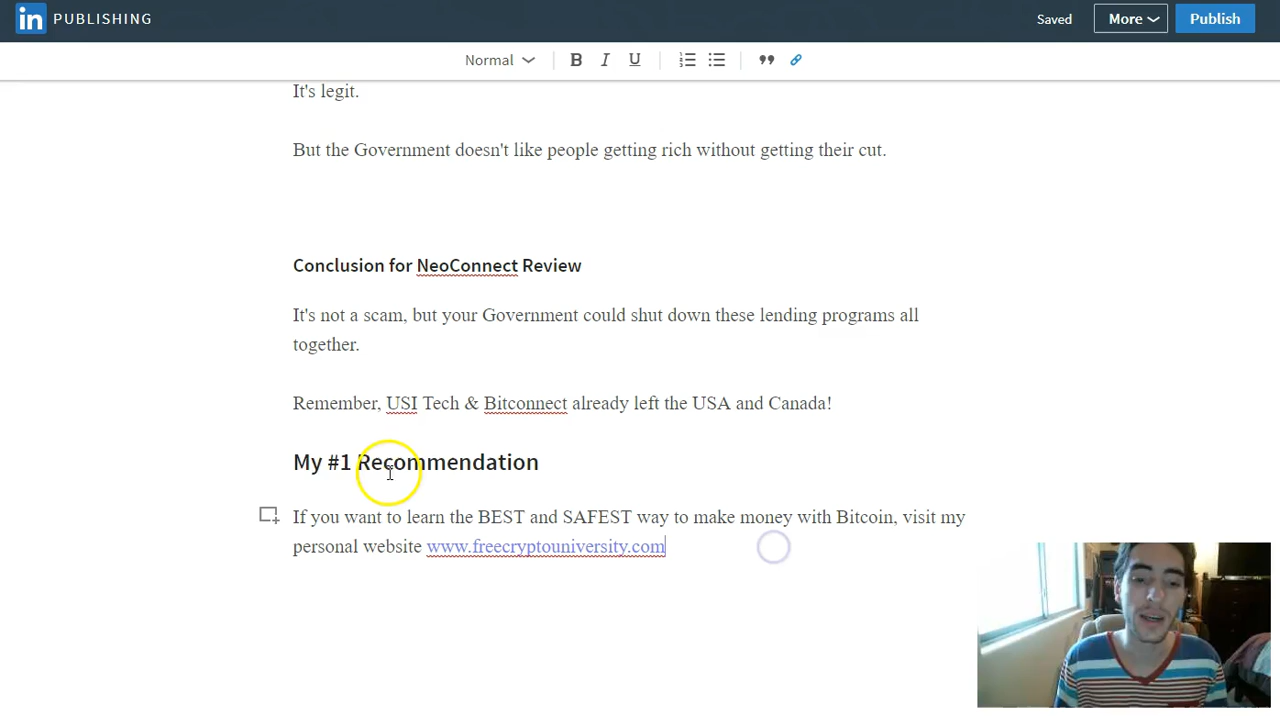 in PUBLISHING
Saved
More
Publish
Normal
B I U
It's legit.
But the Government doesn't like people getting rich without getting their cut.
Conclusion for NeoConnect Review
It's not a scam, but your Government could shut down these lending programs all
together.
Remember, USI Tech & Bitconnect already left the USA and Canada!
My #1 Recommendation
If you want to learn the BEST and SAFEST way to make money with Bitcoin, visit my
personal website www.freecryptouniversity.com